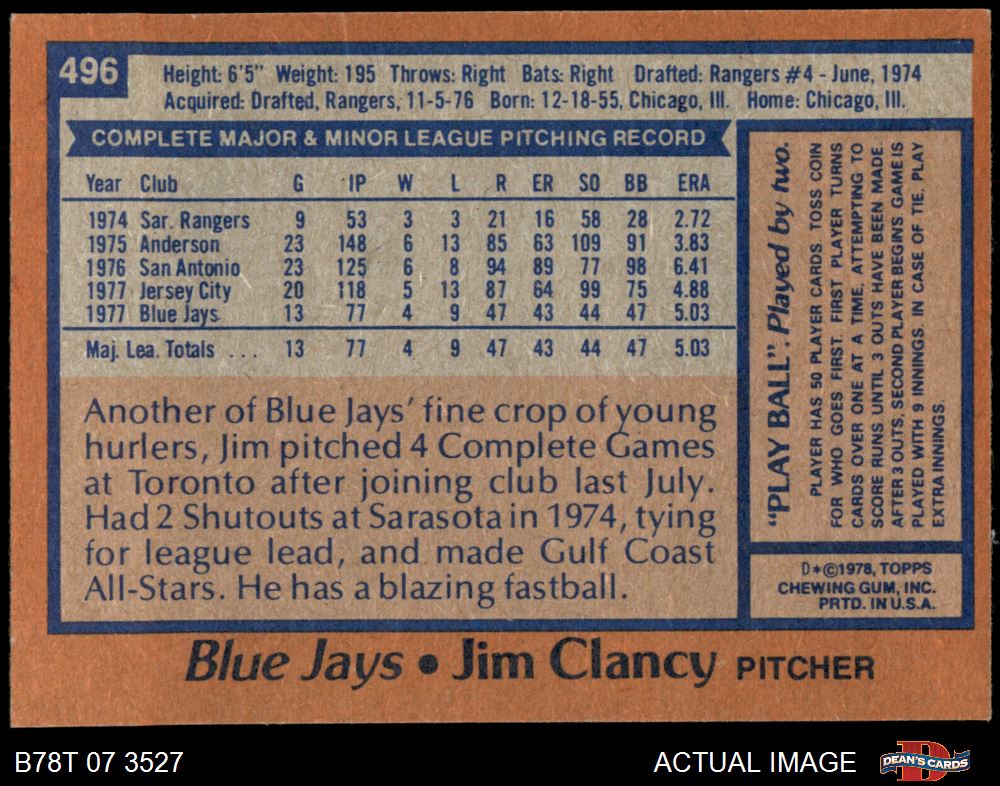 496
Height: 6'5" Weight: 195 Throws: Right Bats: Right Drafted: Rangers #4 - June, 1974
Acquired: Drafted, Rangers, 11-5-76 Born: 12-18-55, Chicago, Ill. Home: Chicago, Ill.
COMPLETE MAJOR & MINOR LEAGUE PITCHING RECORD
Year Club G IP W L R ER SO BB ERA
1974 Sar. Rangers 9 53 3 3 21 16 58 28 2.72
1975 Anderson 23 148 6 13 85 63 109 91 3.83
1976 San Antonio 23 125 6 8 94 89 77 98 6.41
1977 Jersey City 20 118 5 13 87 64 99 75 4.88
1977 Blue Jays 13 77 4 9 47 43 44 47 5.03
Maj. Lea. Totals ... 13 77 4 9 47 43 44 47 5.03
Another of Blue Jays' fine crop of young
hurlers, Jim pitched 4 Complete Games
at Toronto after joining club last July.
Had 2 Shutouts at Sarasota in 1974, tying
for league lead, and made Gulf Coast
All-Stars. He has a blazing fastball.
"PLAY BALL". Played by two.
PLAYER HAS 50 PLAYER CARDS. TOSS COIN
FOR WHO GOES FIRST. FIRST PLAYER TURNS
CARDS OVER ONE AT A TIME, ATTEMPTING TO
SCORE RUNS, UNTIL 3 OUTS HAVE BEEN MADE.
AFTER 3 OUTS, SECOND PLAYER BEGINS. GAME IS
PLAYED WITH 9 INNINGS. IN CASE OF TIE, PLAY
EXTRA INNINGS.
D*©1978, TOPPS
CHEWING GUM, INC.
PRTD. IN U.S.A.
Blue Jays • Jim Clancy PITCHER
B78T 07 3527
ACTUAL IMAGE
D
DEAN'S CARDS